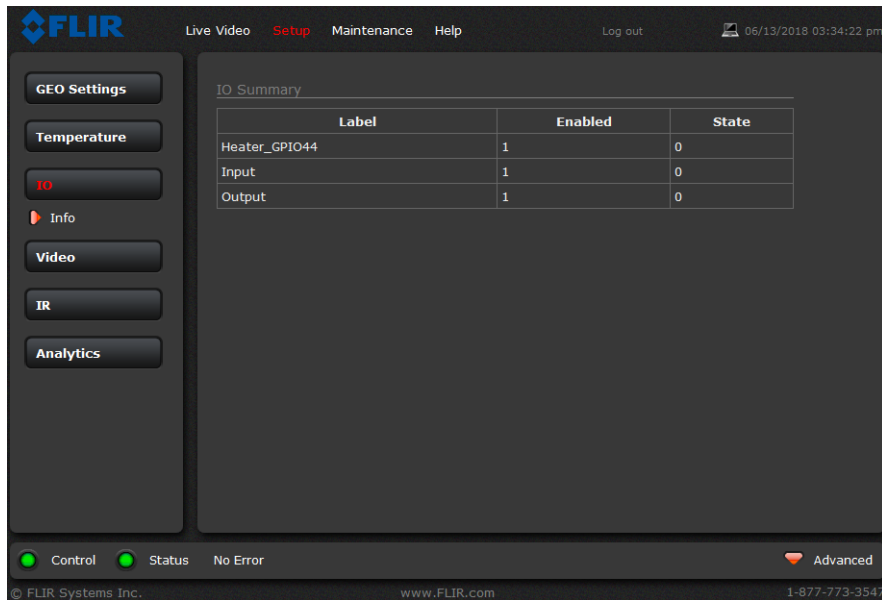 FLIR
Live Video Setup Maintenance Help Log out 06/13/2018 03:34:22 pm
GEO Settings
Temperature
IO
Info
Video
IR
Analytics
IO Summary
Label Enabled State
Heater_GPIO44 1 0
Input 1 0
Output 1 0
Control Status No Error Advanced
© FLIR Systems Inc. www.FLIR.com 1-877-773-3547